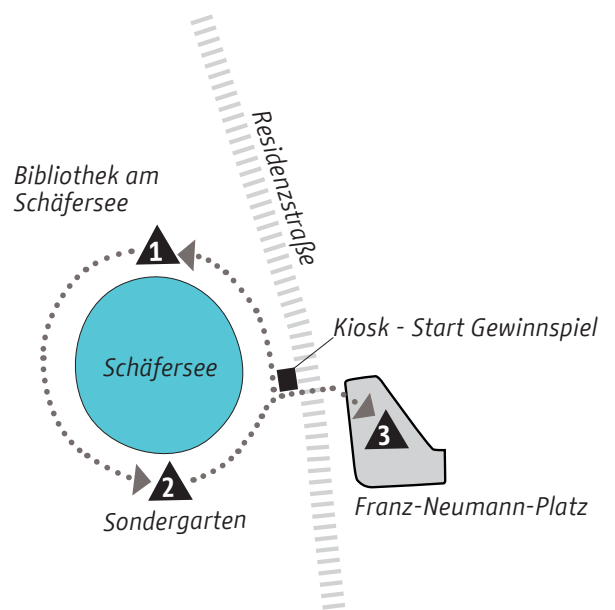 Residenzstraße
Bibliothek am
Schäfersee
1
Kiosk - Start Gewinnspiel
Schäfersee
3
2
Franz-Neumann-Platz
Sondergarten